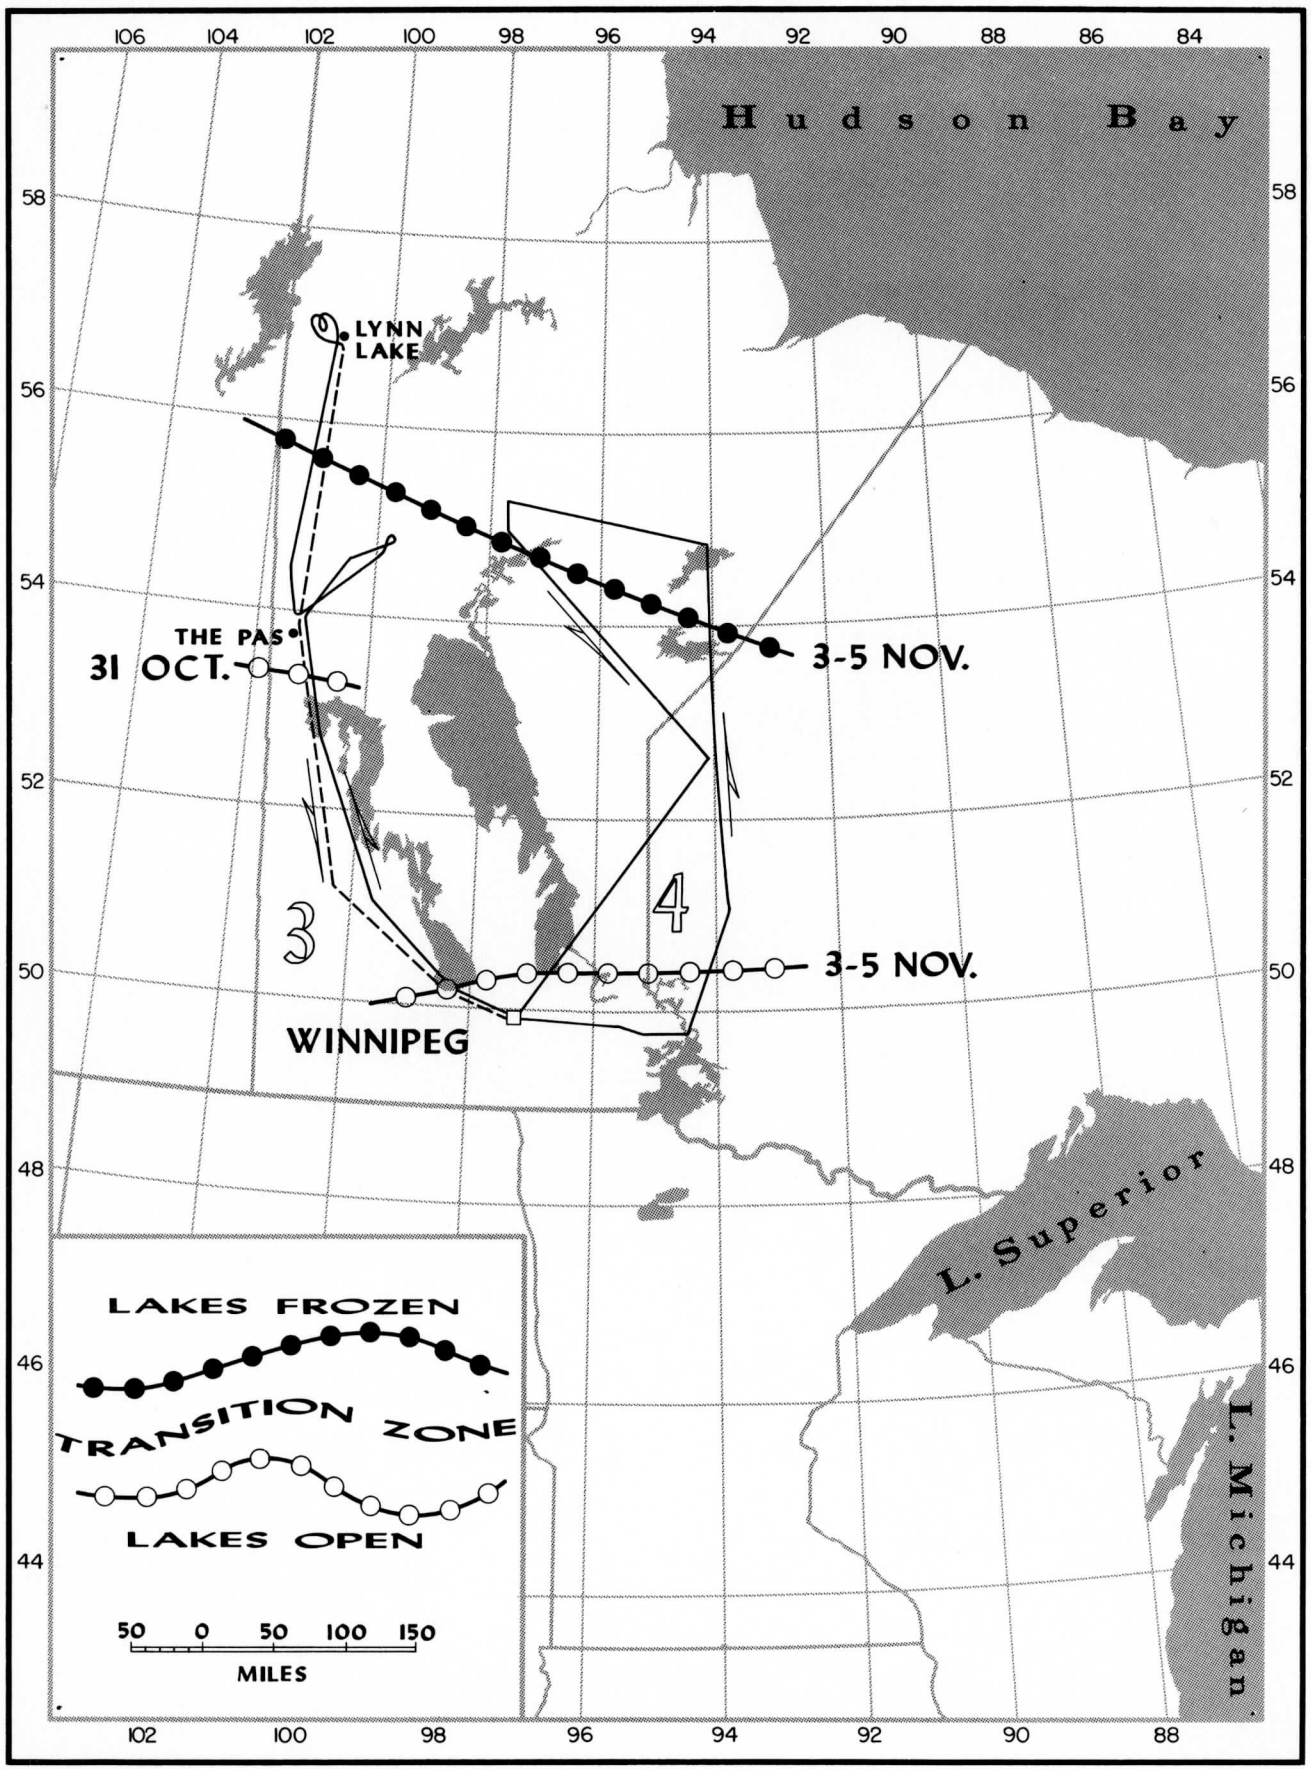 106 104 102 100 98 96 94 92 90 88 86 84
Hudson Bay
58 58
LYNN
LAKE
56 56
54 54
THE PAS
31 OCT.
3-5 NOV.
52 52
3
4
50 50
3-5 NOV.
WINNIPEG
48 48
L. Superior
LAKES FROZEN
46 46
TRANSITION ZONE
L. Michigan
LAKES OPEN
44 44
50 0 50 100 150
MILES
102 100 98 96 94 92 90 88